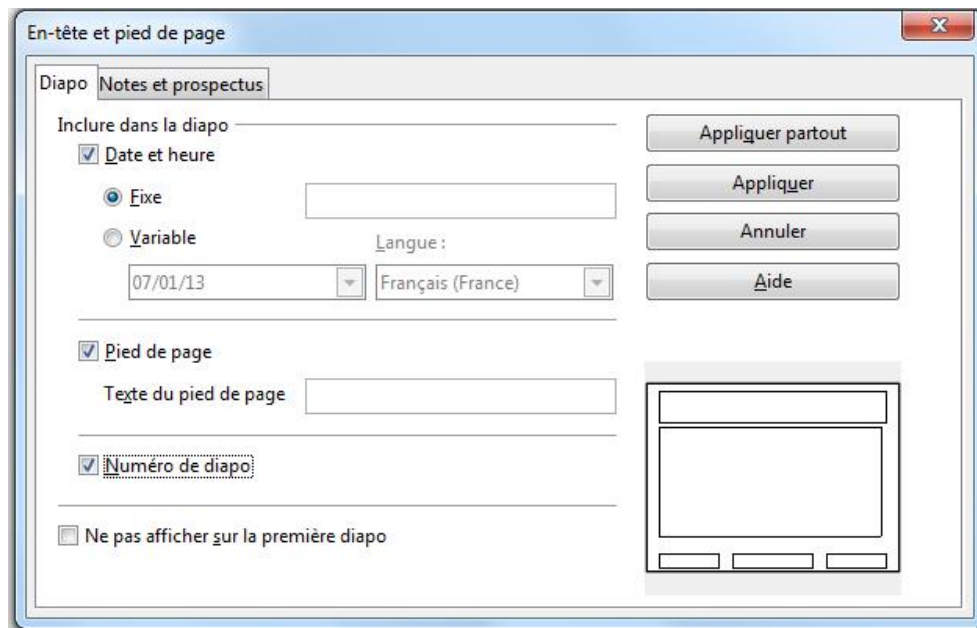 En-tête et pied de page
Diapo Notes et prospectus
Inclure dans la diapo
Date et heure
Fixe
Variable
Langue :
07/01/13
Français (France)
Pied de page
Texte du pied de page
Numéro de diapo
Ne pas afficher sur la première diapo
Appliquer partout
Appliquer
Annuler
Aide